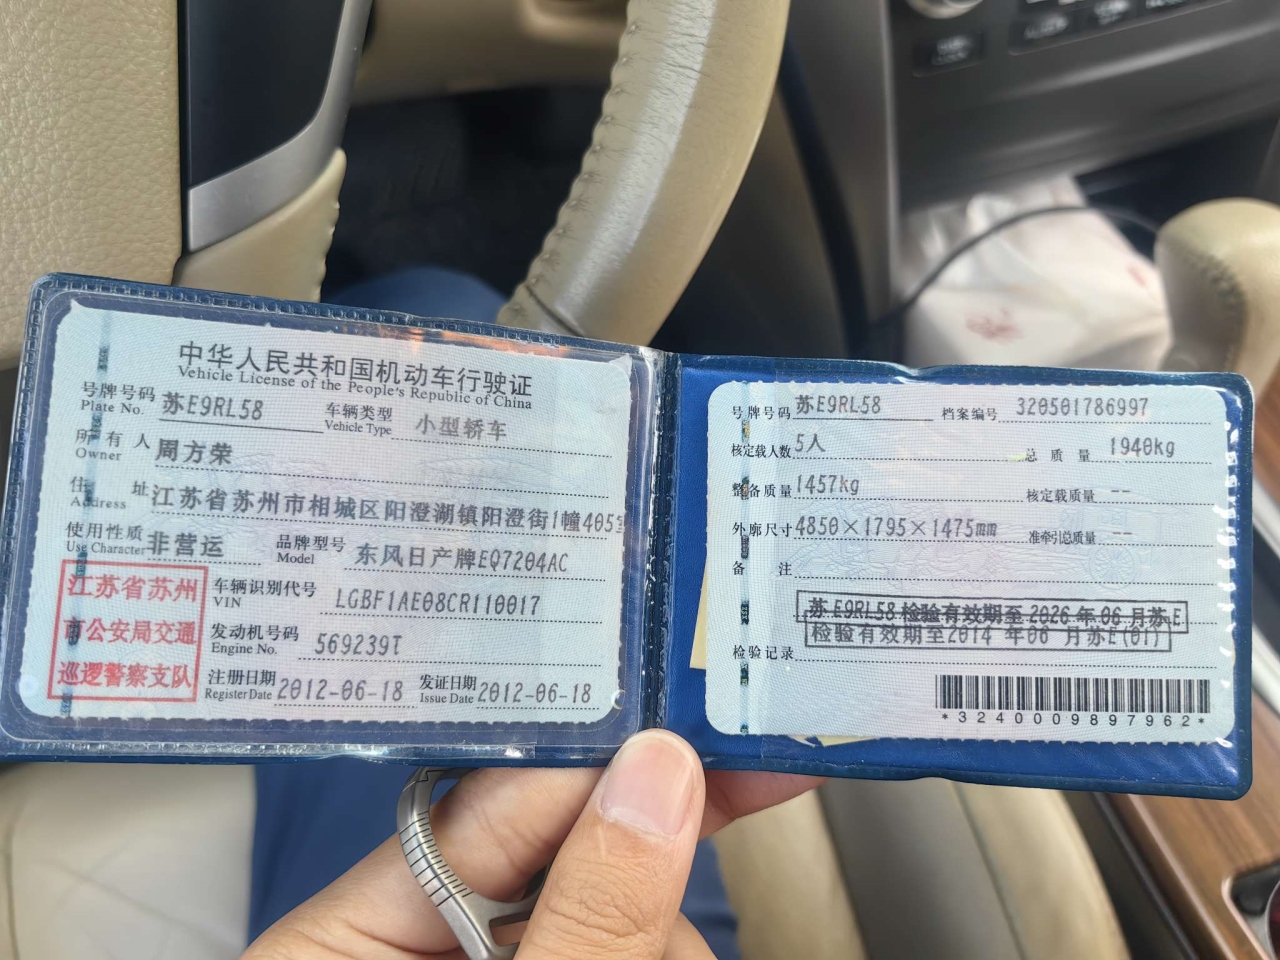 中华人民共和国机动车行驶证
Vehicle License of the People's Republic of China
号牌号码 苏E9RL58 车辆类型 小型轿车
Plate No. Vehicle Type
所有人 周方荣
Owner
住址 江苏省苏州市相城区阳澄湖镇阳澄街1幢405
Address
使用性质 非营运 品牌型号 东风日产牌EQ7204AC
Use Character Model
江苏省苏州
市公安局交通
巡逻警察支队
车辆识别代号 LGBF1AE08CR110017
VIN
发动机号码 569239T
Engine No.
注册日期 2012-06-18 发证日期 2012-06-18
Register Date Issue Date
号牌号码 苏E9RL58 档案编号 320501786997
核定载人数 5人 总质量 1940kg
整备质量 1457kg 核定载质量 --
外廓尺寸 4850×1795×1475mm 准牵引总质量 --
备注
苏E9RL58 检验有效期至 2026 年 06 月苏E
检验有效期至2014 年06 月苏E(01)
检验记录
*3240009897962*